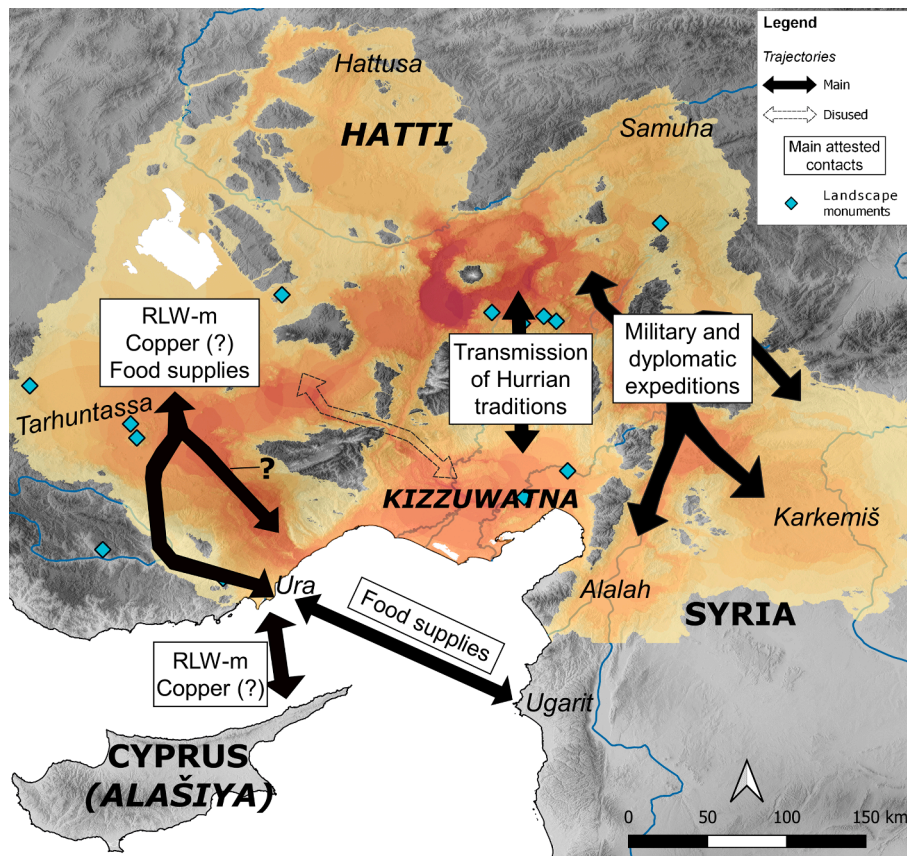 Legend
Trajectories
Main
Disused
Main attested
contacts
Landscape
monuments
Hattusa
HATTI
Samuha
RLW-m
Copper (?)
Food supplies
Transmission
of Hurrian
traditions
Military and
dyplomatic
expeditions
Tarhuntassa
?
KIZZUWATNA
Karkemiš
Ura
Alalah
SYRIA
Food supplies
RLW-m
Copper (?)
Ugarit
CYPRUS
(ALAŠIYA)
0 50 100 150 km